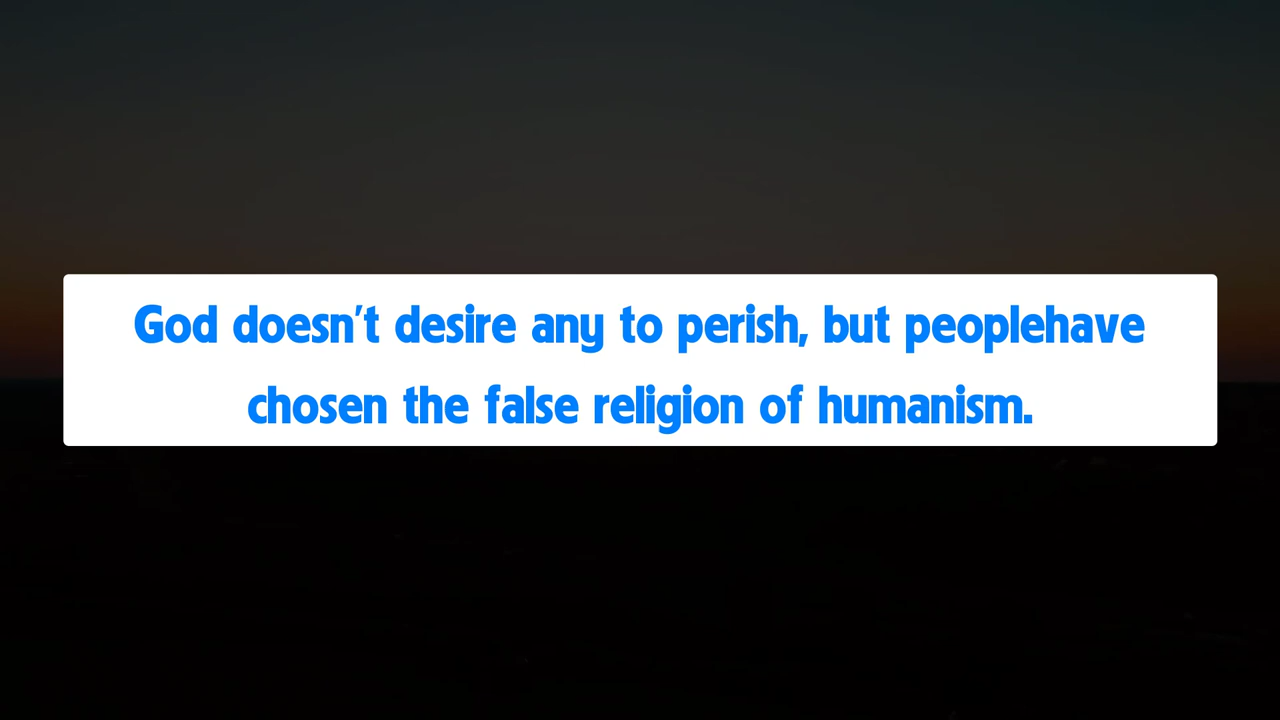 God doesn't desire any to perish, but peoplehave
chosen the false religion of humanism.